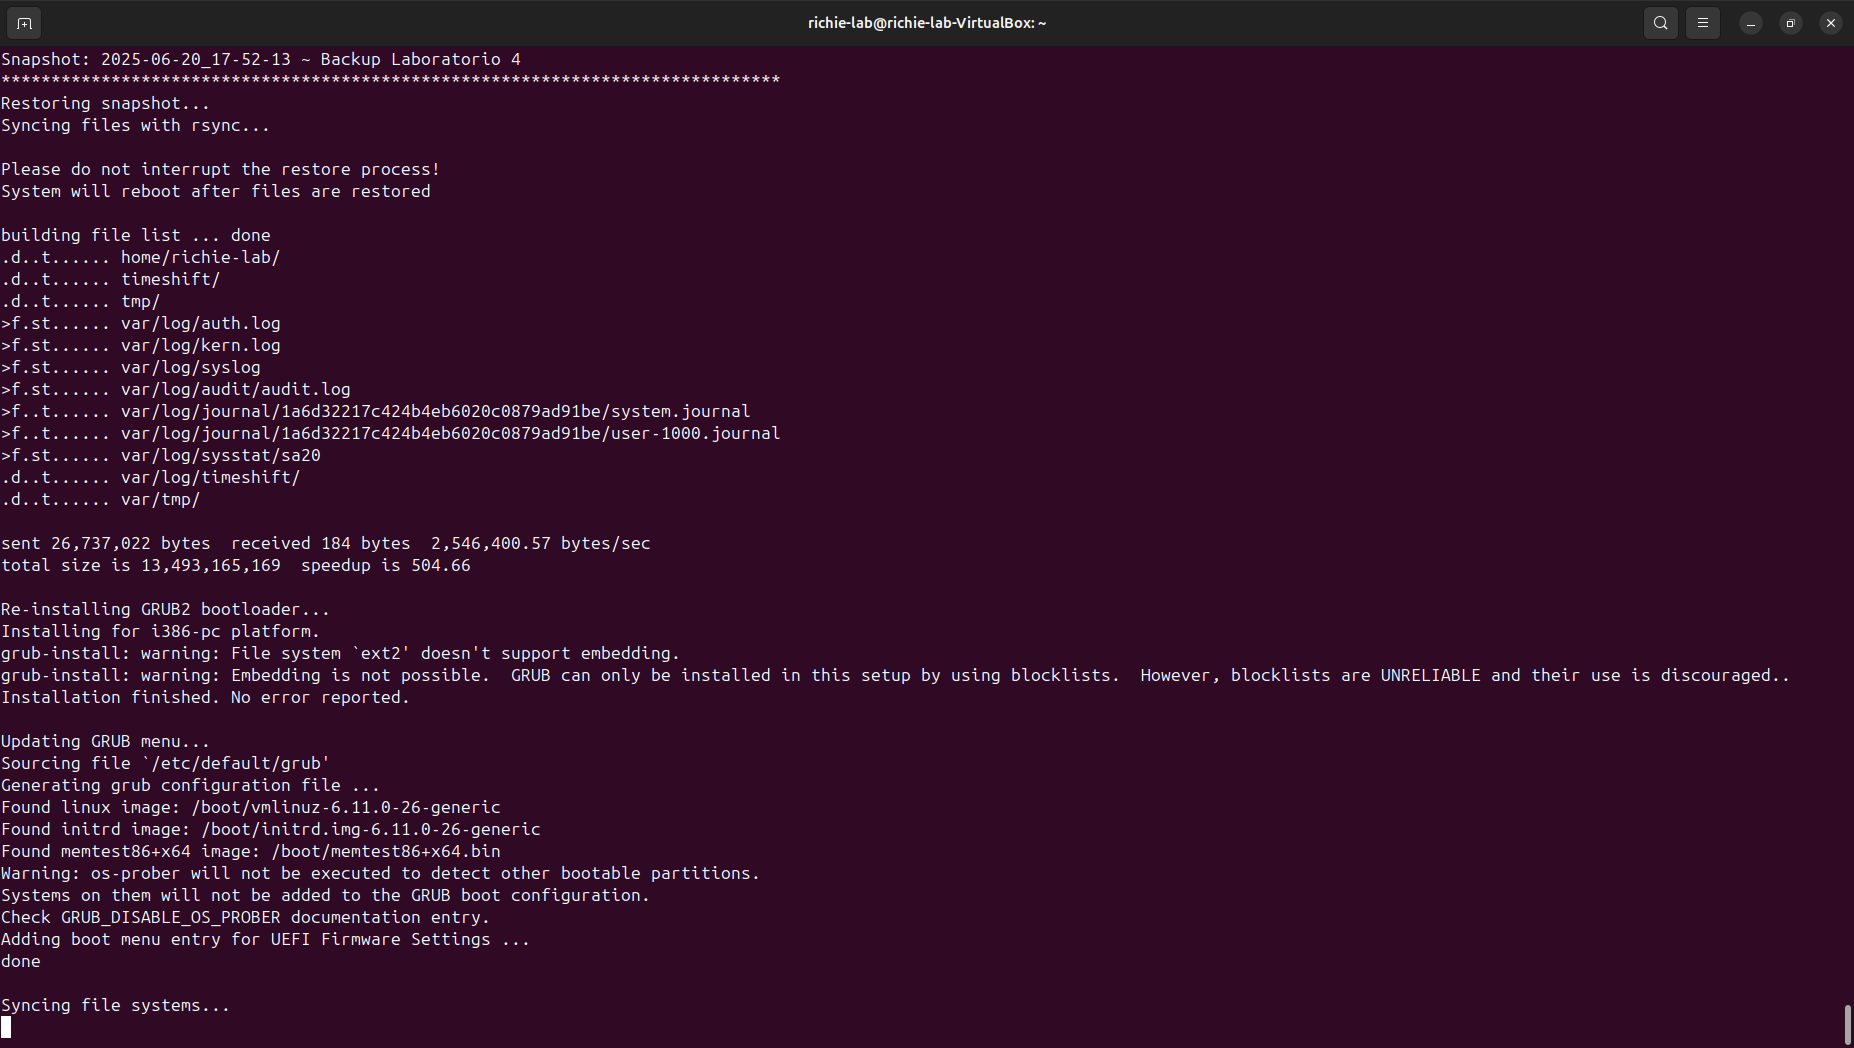 richie-lab@richie-lab-VirtualBox: ~
Snapshot: 2025-06-20_17-52-13 ~ Backup Laboratorio 4
******************************************************************************
Restoring snapshot...
Syncing files with rsync...
Please do not interrupt the restore process!
System will reboot after files are restored
building file list ... done
.d..t...... home/richie-lab/
.d..t...... timeshift/
.d..t...... tmp/
>f.st...... var/log/auth.log
>f.st...... var/log/kern.log
>f.st...... var/log/syslog
>f.st...... var/log/audit/audit.log
>f..t...... var/log/journal/1a6d32217c424b4eb6020c0879ad91be/system.journal
>f..t...... var/log/journal/1a6d32217c424b4eb6020c0879ad91be/user-1000.journal
>f.st...... var/log/sysstat/sa20
.d..t...... var/log/timeshift/
.d..t...... var/tmp/
sent 26,737,022 bytes  received 184 bytes  2,546,400.57 bytes/sec
total size is 13,493,165,169  speedup is 504.66
Re-installing GRUB2 bootloader...
Installing for i386-pc platform.
grub-install: warning: File system `ext2' doesn't support embedding.
grub-install: warning: Embedding is not possible.  GRUB can only be installed in this setup by using blocklists.  However, blocklists are UNRELIABLE and their use is discouraged..
Installation finished. No error reported.
Updating GRUB menu...
Sourcing file `/etc/default/grub'
Generating grub configuration file ...
Found linux image: /boot/vmlinuz-6.11.0-26-generic
Found initrd image: /boot/initrd.img-6.11.0-26-generic
Found memtest86+x64 image: /boot/memtest86+x64.bin
Warning: os-prober will not be executed to detect other bootable partitions.
Systems on them will not be added to the GRUB boot configuration.
Check GRUB_DISABLE_OS_PROBER documentation entry.
Adding boot menu entry for UEFI Firmware Settings ...
done
Syncing file systems...